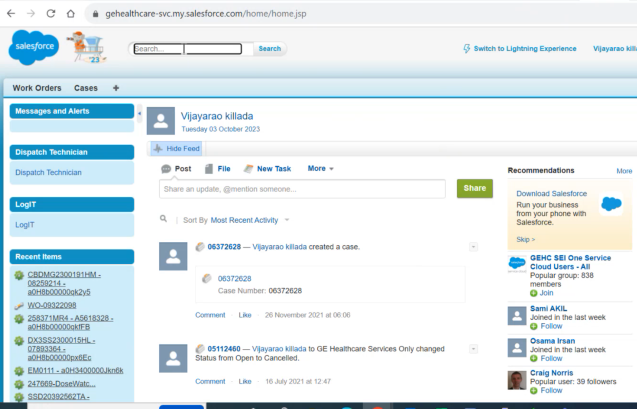 gehealthcare-svc.my.salesforce.com/home/home.jsp
salesforce
'23
Search...
Search
Switch to Lightning Experience
Vijayarao killa
Work Orders Cases +
Messages and Alerts
Dispatch Technician
Dispatch Technician
LogIT
LogIT
Recent Items
CBDMG2300191HM -
08259214 -
a0H8b00000qk2y5
WO-09322098
258371MR4 - A5618328 -
a0H8b00000qkfFB
DX3SS2300015HL -
07893364 -
a0H8b00000px8Ec
EM0111 - a0H3400000Jkn6k
247669-DoseWatc...
SSD20392562TA -
Vijayarao killada
Tuesday 03 October 2023
Hide Feed
Post File New Task More
Share an update, @mention someone...
Share
Sort By Most Recent Activity
06372628 — Vijayarao killada created a case.
06372628
Case Number: 06372628
Comment · Like · 26 November 2021 at 06:06
05112460 — Vijayarao killada to GE Healthcare Services Only changed
Status from Open to Cancelled.
Comment · Like · 16 July 2021 at 12:47
Recommendations More
Download Salesforce
Run your business
from your phone with
Salesforce.
Skip >
GEHC SEI One Service
Cloud Users - All
Popular group: 838
members
Join
Sami AKIL
Joined in the last week
Follow
Osama Irsan
Joined in the last week
Follow
Craig Norris
Popular user: 39 followers
Follow